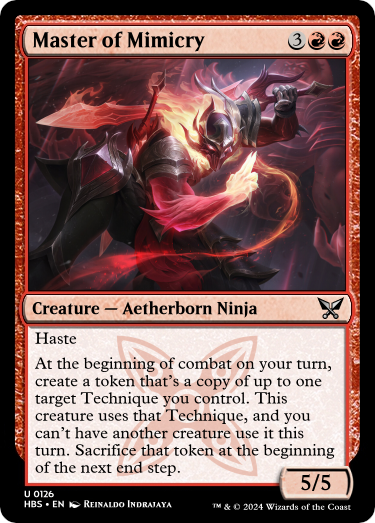 Master of Mimicry 3
Creature — Aetherborn Ninja
Haste
At the beginning of combat on your turn,
create a token that's a copy of up to one
target Technique you control. This
creature uses that Technique, and you
can't have another creature use it this
turn. Sacrifice that token at the beginning
of the next end step.
5/5
U 0126
HBS • EN Reinaldo Indrajaya ™ & © 2024 Wizards of the Coast